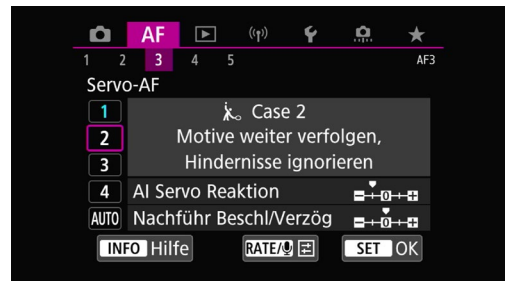 AF
1 2 3 4 5 AF3
Servo-AF
1 Case 2
2 Motive weiter verfolgen,
3 Hindernisse ignorieren
4 AI Servo Reaktion -0+
AUTO Nachführ Beschl/Verzög -0+
INFO Hilfe RATE/ SET OK